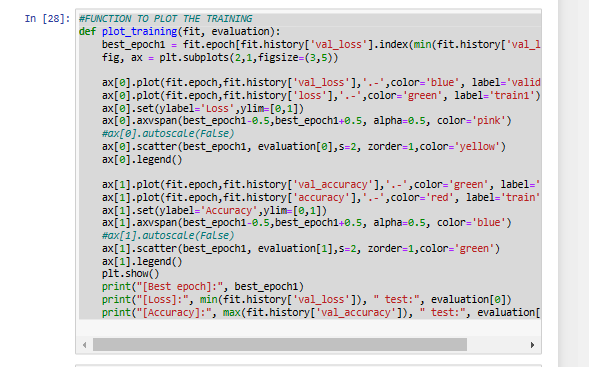 In [28]: #FUNCTION TO PLOT THE TRAINING
def plot_training(fit, evaluation):
best_epoch1 = fit.epoch[fit.history['val_loss'].index(min(fit.history['val_l
fig, ax = plt.subplots(2,1,figsize=(3,5))
ax[0].plot(fit.epoch,fit.history['val_loss'],'.-',color='blue', label='valid
ax[0].plot(fit.epoch,fit.history['loss'],'.-',color='green', label='train1')
ax[0].set(ylabel='Loss',ylim=[0,1])
ax[0].axvspan(best_epoch1-0.5,best_epoch1+0.5, alpha=0.5, color='pink')
#ax[0].autoscale(False)
ax[0].scatter(best_epoch1, evaluation[0],s=2, zorder=1,color='yellow')
ax[0].legend()
ax[1].plot(fit.epoch,fit.history['val_accuracy'],'.-',color='green', label='
ax[1].plot(fit.epoch,fit.history['accuracy'],'.-',color='red', label='train'
ax[1].set(ylabel='Accuracy',ylim=[0,1])
ax[1].axvspan(best_epoch1-0.5,best_epoch1+0.5, alpha=0.5, color='blue')
#ax[1].autoscale(False)
ax[1].scatter(best_epoch1, evaluation[1],s=2, zorder=1,color='green')
ax[1].legend()
plt.show()
print("[Best epoch]:", best_epoch1)
print("[Loss]:", min(fit.history['val_loss']), " test:", evaluation[0])
print("[Accuracy]:", max(fit.history['val_accuracy']), " test:", evaluation[